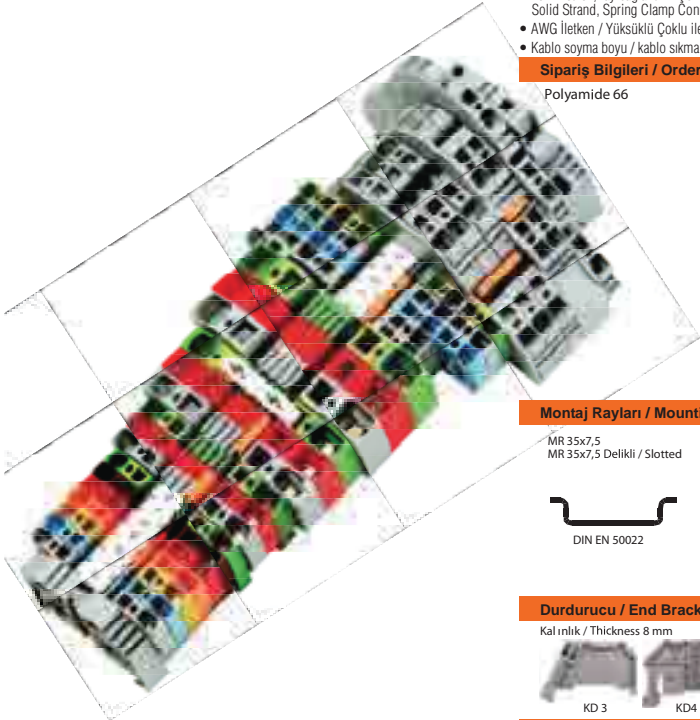 Solid Strand, Spring Clamp Con
• AWG İletken / Yüksüklü Çoklu ile
• Kablo soyma boyu / kablo sıkma
Sipariş Bilgileri / Order
Polyamide 66
Montaj Rayları / Mount
MR 35x7,5
MR 35x7,5 Delikli / Slotted
DIN EN 50022
Durdurucu / End Brack
Kalınlık / Thickness 8 mm
KD 3 KD4